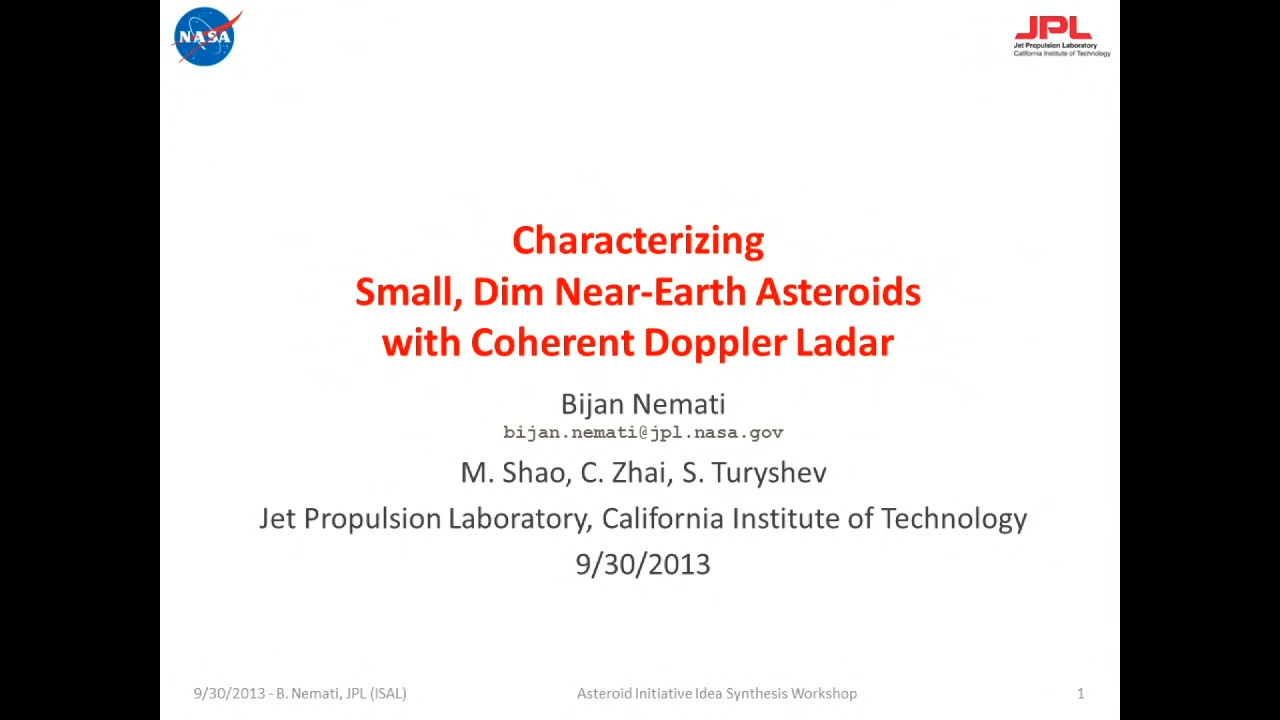 NASA
JPL
Jet Propulsion Laboratory
California Institute of Technology
Characterizing
Small, Dim Near-Earth Asteroids
with Coherent Doppler Ladar
Bijan Nemati
bijan.nemati@jpl.nasa.gov
M. Shao, C. Zhai, S. Turyshev
Jet Propulsion Laboratory, California Institute of Technology
9/30/2013
9/30/2013 - B. Nemati, JPL (ISAL) Asteroid Initiative Idea Synthesis Workshop 1